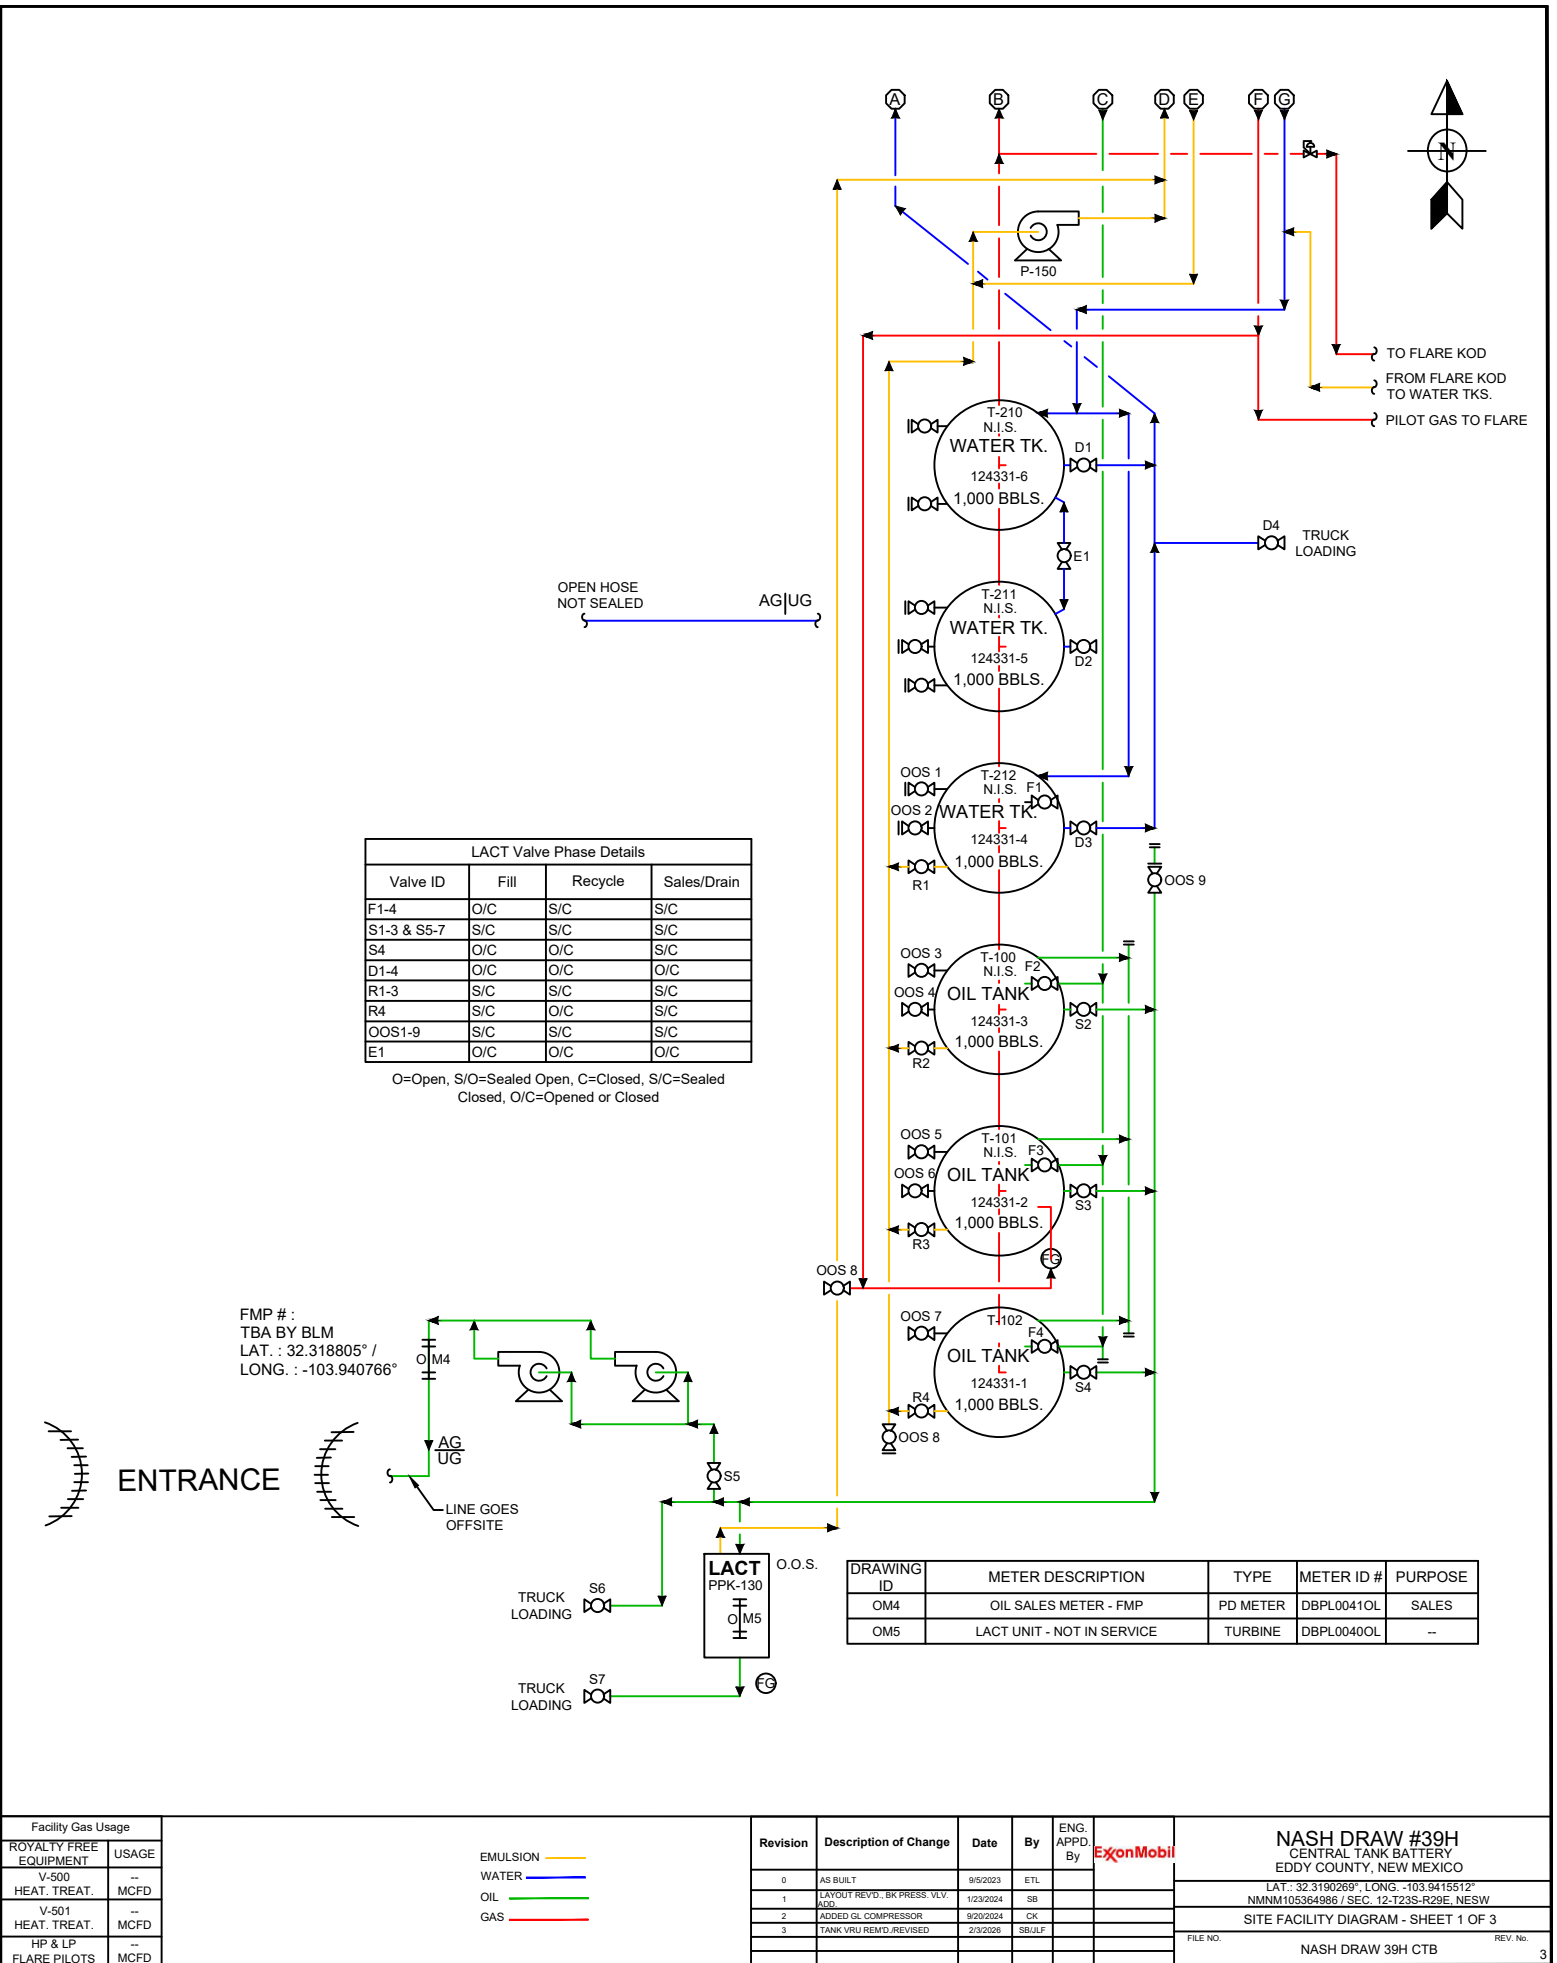 A B C D E F G
N
P-150
TO FLARE KOD
FROM FLARE KOD
TO WATER TKS.
PILOT GAS TO FLARE
T-210
N.I.S.
WATER TK.
124331-6
1,000 BBLS.
D1
E1
D4
TRUCK
LOADING
OPEN HOSE
NOT SEALED
AG|UG
T-211
N.I.S.
WATER TK.
124331-5
1,000 BBLS.
D2
OOS 1
OOS 2
T-212
N.I.S.
F1
WATER TK.
124331-4
1,000 BBLS.
D3
R1
OOS 9
LACT Valve Phase Details
Valve ID Fill Recycle Sales/Drain
F1-4 O/C S/C S/C
S1-3 & S5-7 S/C S/C S/C
S4 O/C O/C S/C
D1-4 O/C O/C O/C
R1-3 S/C S/C S/C
R4 S/C O/C S/C
OOS1-9 S/C S/C S/C
E1 O/C O/C O/C
O=Open, S/O=Sealed Open, C=Closed, S/C=Sealed
Closed, O/C=Opened or Closed
OOS 3
OOS 4
T-100
N.I.S.
F2
OIL TANK
124331-3
1,000 BBLS.
S2
R2
OOS 5
OOS 6
T-101
N.I.S.
F3
OIL TANK
124331-2
1,000 BBLS.
S3
R3
FG
OOS 8
OOS 7
T-102
F4
OIL TANK
124331-1
1,000 BBLS.
S4
R4
OOS 8
FMP # :
TBA BY BLM
LAT. : 32.318805° /
LONG. : -103.940766°
OM4
AG
UG
ENTRANCE
LINE GOES
OFFSITE
S5
LACT
PPK-130
OM5
O.O.S.
S6
TRUCK
LOADING
S7
TRUCK
LOADING
FG
DRAWING
ID METER DESCRIPTION TYPE METER ID # PURPOSE
OM4 OIL SALES METER - FMP PD METER DBPL0041OL SALES
OM5 LACT UNIT - NOT IN SERVICE TURBINE DBPL0040OL --
Facility Gas Usage
ROYALTY FREE
EQUIPMENT USAGE
V-500
HEAT. TREAT. -- MCFD
V-501
HEAT. TREAT. -- MCFD
HP & LP
FLARE PILOTS -- MCFD
EMULSION
WATER
OIL
GAS
Revision Description of Change Date By ENG. APPD. By
0 AS BUILT 9/5/2023 ETL
1 LAYOUT REV'D., BK PRESS. VLV. ADD. 1/23/2024 SB
2 ADDED GL COMPRESSOR 9/20/2024 CK
3 TANK VRU REM'D./REVISED 2/3/2026 SB/JLF
ExxonMobil
NASH DRAW #39H
CENTRAL TANK BATTERY
EDDY COUNTY, NEW MEXICO
LAT.: 32.3190269°, LONG. -103.9415512°
NMNM105364986 / SEC. 12-T23S-R29E, NESW
SITE FACILITY DIAGRAM - SHEET 1 OF 3
FILE NO.
NASH DRAW 39H CTB
REV. No.
3